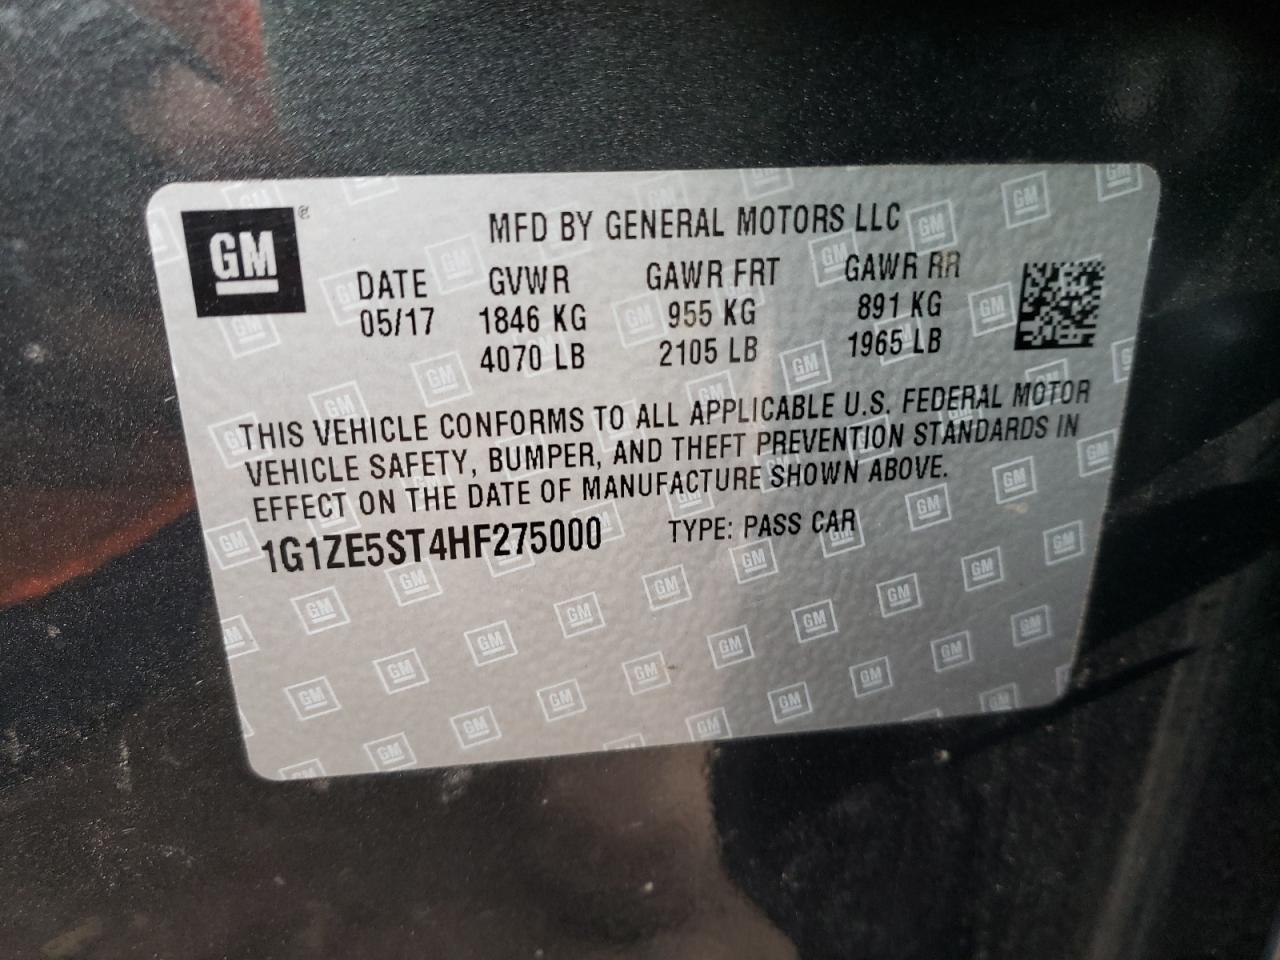 GM®
MFD BY GENERAL MOTORS LLC
DATE GVWR GAWR FRT GAWR RR
05/17 1846 KG 955 KG 891 KG
4070 LB 2105 LB 1965 LB
THIS VEHICLE CONFORMS TO ALL APPLICABLE U.S. FEDERAL MOTOR
VEHICLE SAFETY, BUMPER, AND THEFT PREVENTION STANDARDS IN
EFFECT ON THE DATE OF MANUFACTURE SHOWN ABOVE.
1G1ZE5ST4HF275000 TYPE: PASS CAR